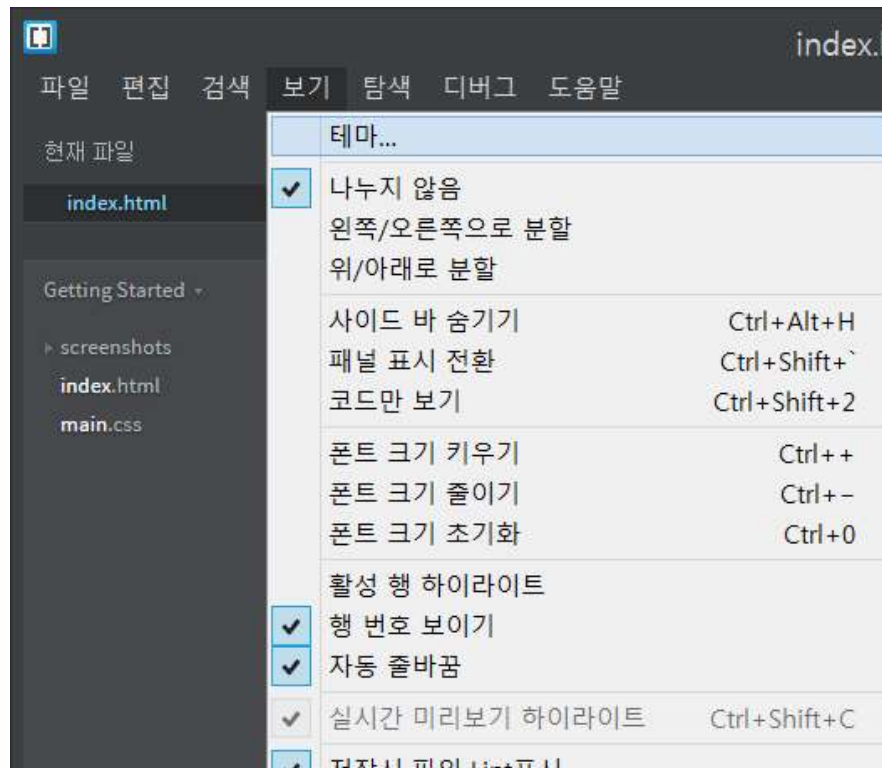 index.
파일 편집 검색 보기 탐색 디버그 도움말
현재 파일
index.html
Getting Started
screenshots
index.html
main.css
테마...
나누지 않음
왼쪽/오른쪽으로 분할
위/아래로 분할
사이드 바 숨기기 Ctrl+Alt+H
패널 표시 전환 Ctrl+Shift+`
코드만 보기 Ctrl+Shift+2
폰트 크기 키우기 Ctrl++
폰트 크기 줄이기 Ctrl+−
폰트 크기 초기화 Ctrl+0
활성 행 하이라이트
행 번호 보이기
자동 줄바꿈
실시간 미리보기 하이라이트 Ctrl+Shift+C